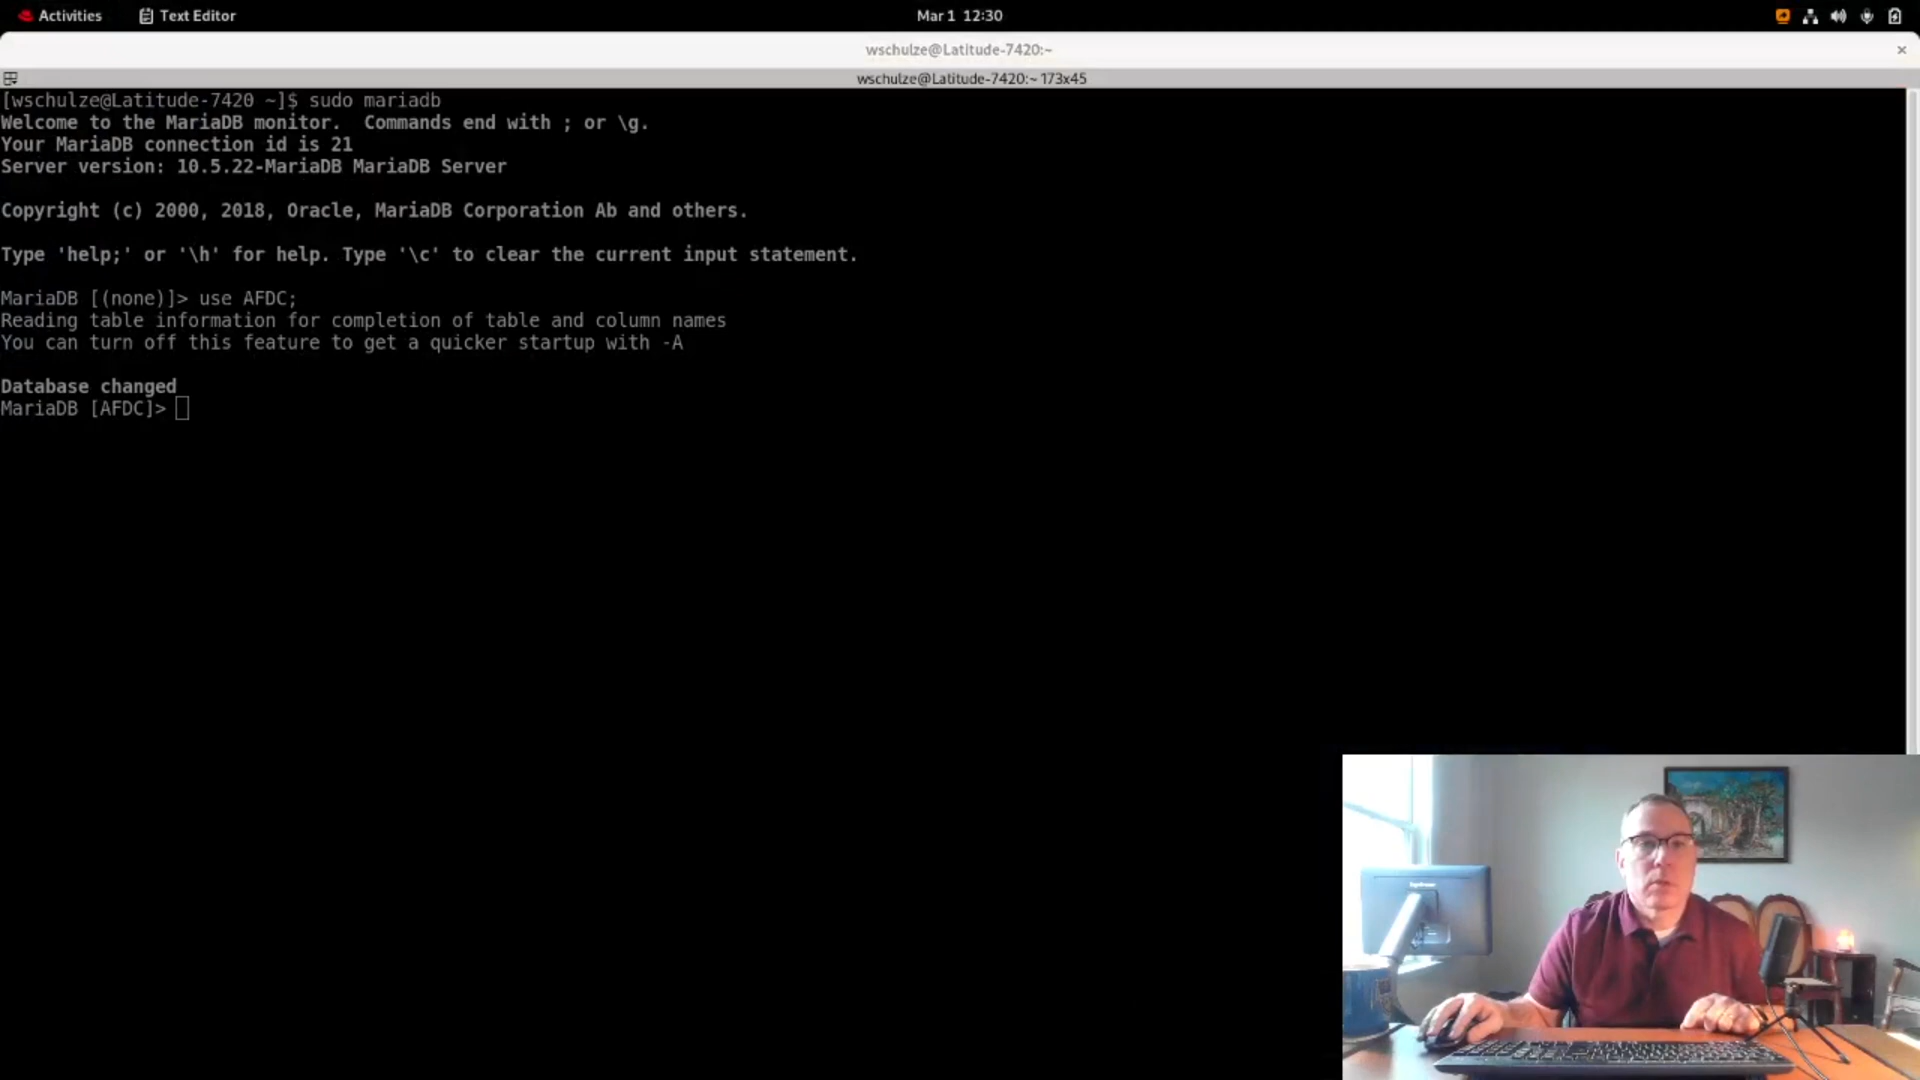 Activities
Text Editor
Mar 1 12:30
wschulze@Latitude-7420:~
wschulze@Latitude-7420:~ 173x45
[wschulze@Latitude-7420 ~]$ sudo mariadb
Welcome to the MariaDB monitor.  Commands end with ; or \g.
Your MariaDB connection id is 21
Server version: 10.5.22-MariaDB MariaDB Server
Copyright (c) 2000, 2018, Oracle, MariaDB Corporation Ab and others.
Type 'help;' or '\h' for help. Type '\c' to clear the current input statement.
MariaDB [(none)]> use AFDC;
Reading table information for completion of table and column names
You can turn off this feature to get a quicker startup with -A
Database changed
MariaDB [AFDC]>